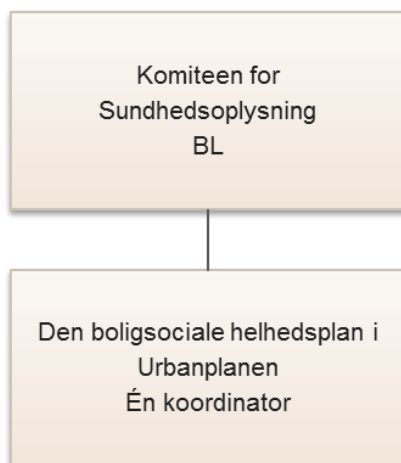 Komiteen for
Sundhedsoplysning
BL
Den boligsociale helhedsplan i
Urbanplanen
Én koordinator